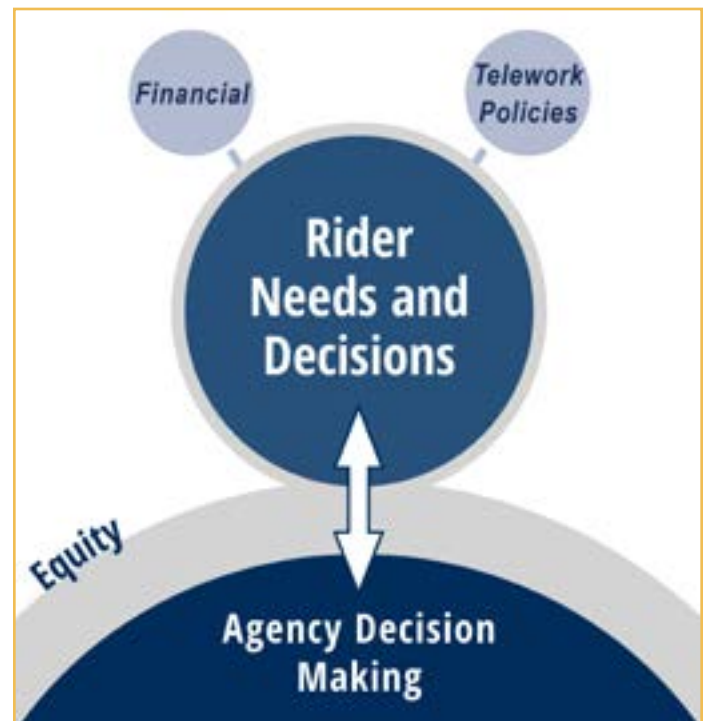 Financial
Telework
Policies
Rider
Needs and
Decisions
Equity
Agency Decision
Making